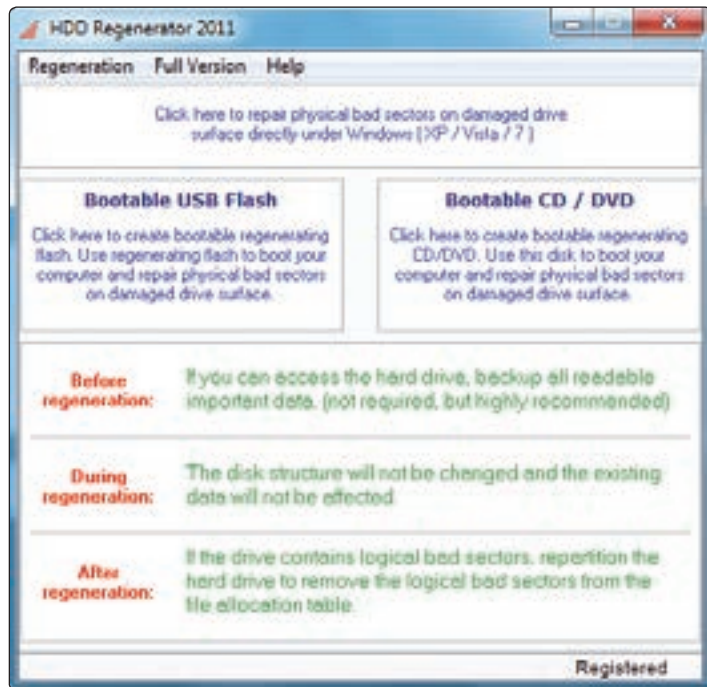 HDD Regenerator 2011
Regeneration Full Version Help
Click here to repair physical bad sectors on damaged drive
surface directly under Windows ( XP / Vista / 7 )
Bootable USB Flash
Click here to create bootable regenerating
flash. Use regenerating flash to boot your
computer and repair physical bad sectors
on damaged drive surface.
Bootable CD / DVD
Click here to create bootable regenerating
CD/DVD. Use this disk to boot your
computer and repair physical bad sectors
on damaged drive surface.
Before
regeneration:
If you can access the hard drive, backup all readable
important data. (not required, but highly recommended)
During
regeneration:
The disk structure will not be changed and the existing
data will not be affected
After
regeneration:
If the drive contains logical bad sectors, repartition the
hard drive to remove the logical bad sectors from the
file allocation table.
Registered